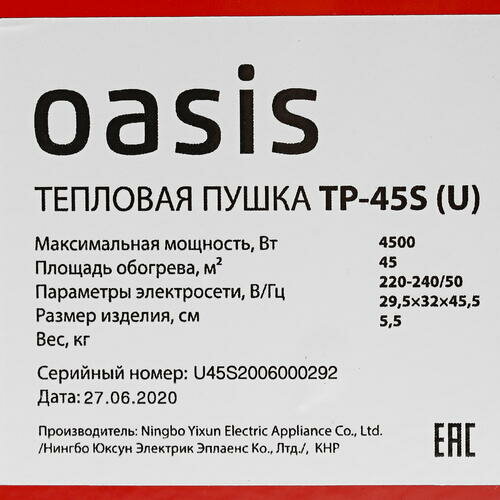 oasis
ТЕПЛОВАЯ ПУШКА TP-45S (U)
Максимальная мощность, Вт 4500
Площадь обогрева, м² 45
Параметры электросети, В/Гц 220-240/50
Размер изделия, см 29,5×32×45,5
Вес, кг 5,5
Серийный номер: U45S2006000292
Дата: 27.06.2020
Производитель: Ningbo Yixun Electric Appliance Co., Ltd.
/Нингбо Юксун Электрик Эплаенс Ко., Лтд./, КНР
EAC